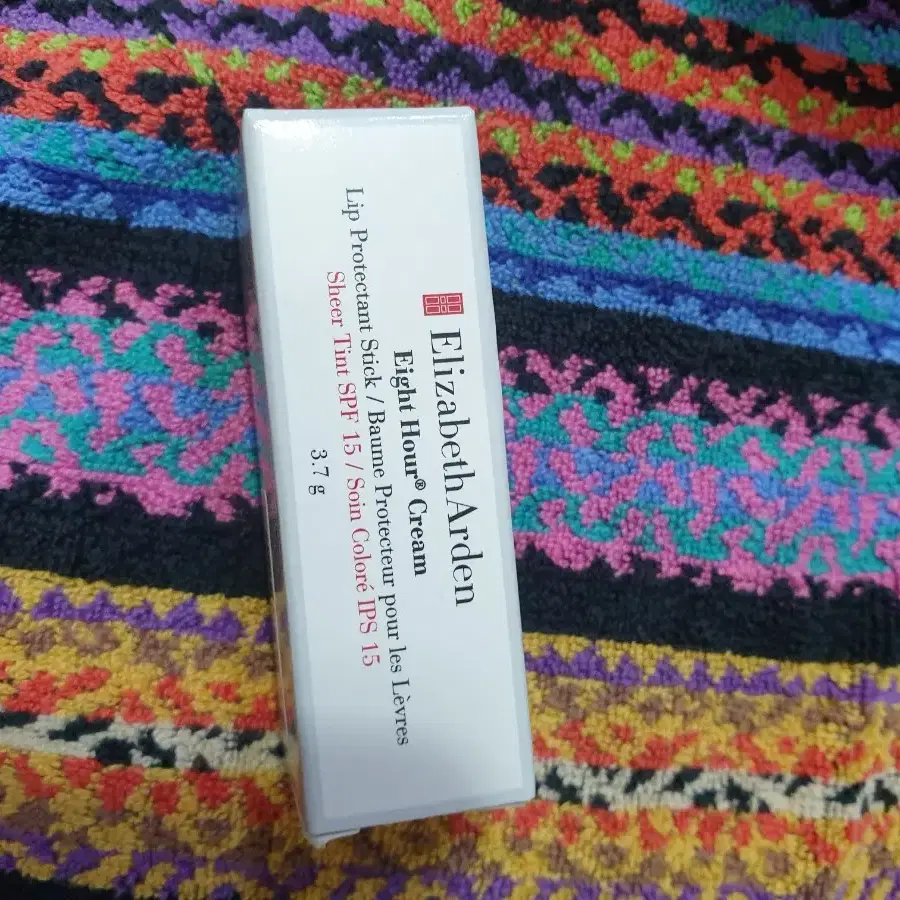 Elizabeth Arden
Eight Hour® Cream
Lip Protectant Stick / Baume Protecteur pour les Lèvres
Sheer Tint SPF 15 / Soin Coloré IPS 15
3.7 g